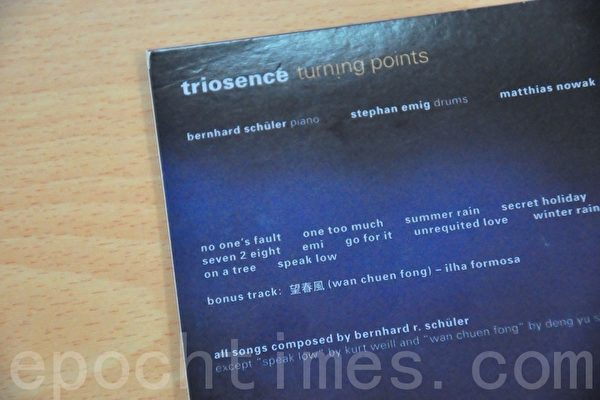 triosence turning points
bernhard schüler piano stephan emig drums matthias nowak
no one's fault one too much summer rain secret holiday
seven 2 eight emi go for it unrequited love winter rain
on a tree speak low
bonus track: 望春風 (wan chuen fong) – ilha formosa
all songs composed by bernhard r. schüler
except "speak low" by kurt weill and "wan chuen fong" by deng yu
epochtimes.com